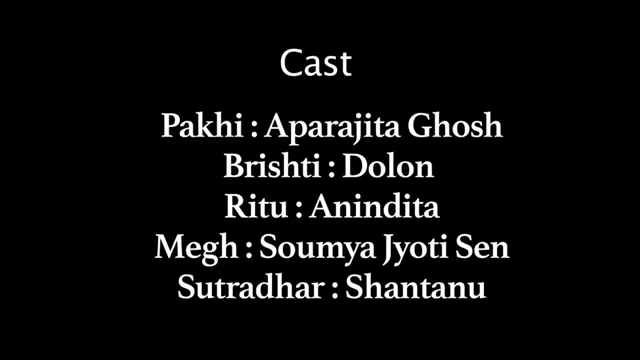 Cast
Pakhi : Aparajita Ghosh
Brishti : Dolon
Ritu : Anindita
Megh : Soumya Jyoti Sen
Sutradhar : Shantanu